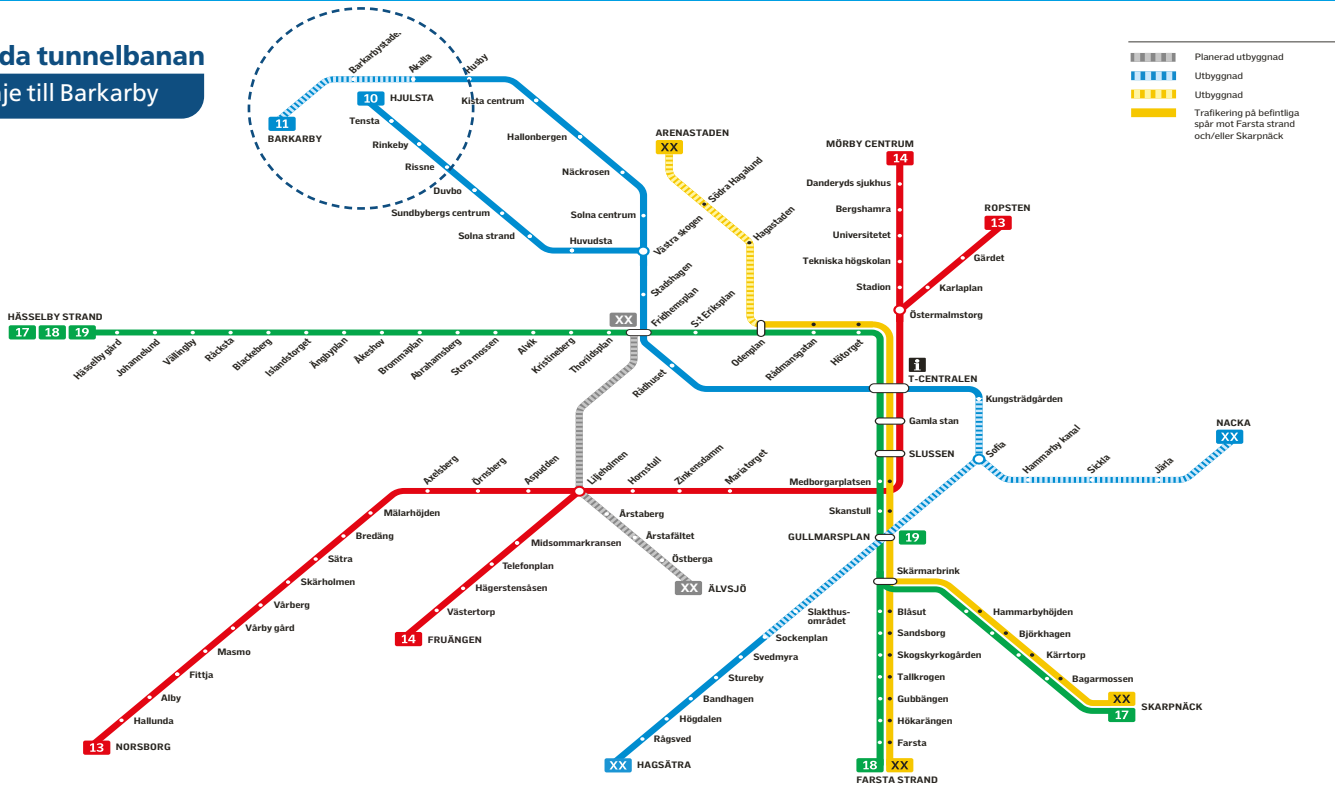 da tunnelbanan
je till Barkarby
Planerad utbyggnad
Utbyggnad
Utbyggnad
Trafikering på befintliga
spår mot Farsta strand
och/eller Skarpnäck
Akalla
Husby
10 HJULSTA
11
BARKARBY
Kista centrum
Hallonbergen
Näckrosen
Solna centrum
Tensta
Rinkeby
Rissne
Duvbo
Sundbybergs centrum
Solna strand
Huvudsta
Västra skogen
Stadshagen
Fridhemsplan
XX
ARENASTADEN
XX
Södra Hagalund
Hagastaden
MÖRBY CENTRUM
14
Danderyds sjukhus
Bergshamra
Universitetet
Tekniska högskolan
Stadion
ROPSTEN
13
Gärdet
Karlaplan
Östermalmstorg
HÄSSELBY STRAND
17 18 19
Hässelby gård
Johannelund
Vällingby
Råcksta
Blackeberg
Islandstorget
Ängbyplan
Åkeshov
Brommaplan
Abrahamsberg
Stora mossen
Alvik
Kristineberg
Thorildsplan
S:t Eriksplan
Odenplan
Rådmansgatan
Hötorget
Rådhuset
i
T-CENTRALEN
Kungsträdgården
Gamla stan
SLUSSEN
Sofia
Hammarby kanal
Sickla
Järla
NACKA
XX
Medborgarplatsen
Skanstull
GULLMARSPLAN
19
Skärmarbrink
Axelsberg
Örnsberg
Aspudden
Liljeholmen
Hornstull
Zinkensdamm
Mariatorget
Mälarhöjden
Bredäng
Sätra
Skärholmen
Vårberg
Vårby gård
Masmo
Fittja
Alby
Hallunda
13 NORSBORG
Midsommarkransen
Telefonplan
Hägerstensåsen
Västertorp
14 FRUÄNGEN
Årstaberg
Årstafältet
Östberga
XX ÄLVSJÖ
Slakthus-
området
Sockenplan
Svedmyra
Stureby
Bandhagen
Högdalen
Rågsved
XX HAGSÄTRA
Blåsut
Sandsborg
Skogskyrkogården
Tallkrogen
Gubbängen
Hökarängen
Farsta
18 XX
FARSTA STRAND
Hammarbyhöjden
Björkhagen
Kärrtorp
Bagarmossen
XX
17
SKARPNÄCK